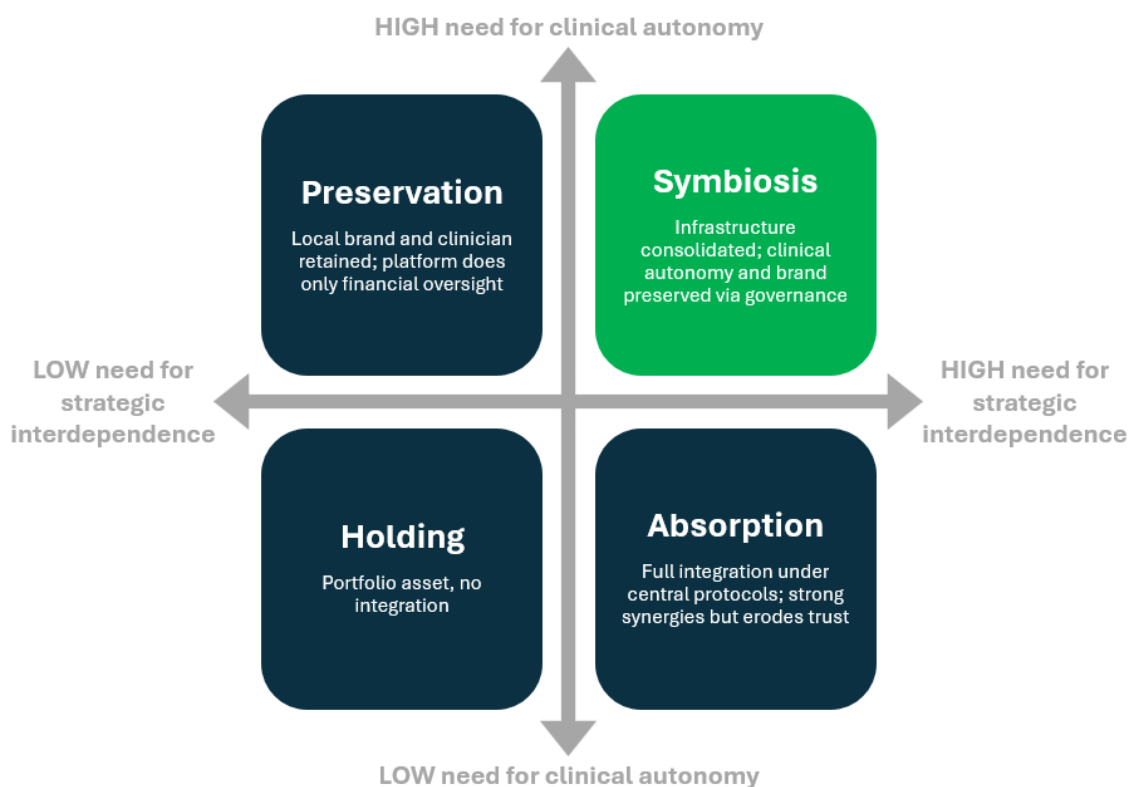 HIGH need for clinical autonomy
Preservation
Local brand and clinician
retained; platform does
only financial oversight
Symbiosis
Infrastructure
consolidated; clinical
autonomy and brand
preserved via governance
LOW need for
strategic
interdependence
HIGH need for
strategic
interdependence
Holding
Portfolio asset, no
integration
Absorption
Full integration under
central protocols; strong
synergies but erodes trust
LOW need for clinical autonomy